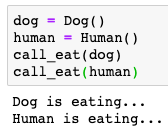 dog = Dog()
human = Human()
call_eat(dog)
call_eat(human)
Dog is eating...
Human is eating...